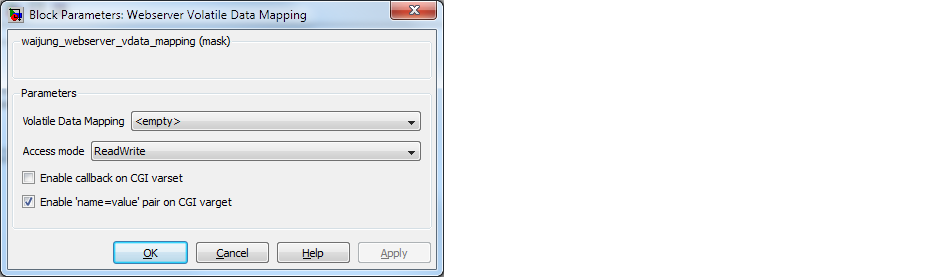 Block Parameters: Webserver Volatile Data Mapping
waijung_webserver_vdata_mapping (mask)
Parameters
Volatile Data Mapping <empty>
Access mode ReadWrite
Enable callback on CGI varset
Enable 'name=value' pair on CGI varget
OK Cancel Help Apply